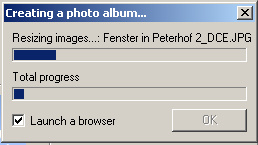 Creating a photo album...
Resizing images...: Fenster in Peterhof 2_DCE.JPG
Total progress
Launch a browser
OK